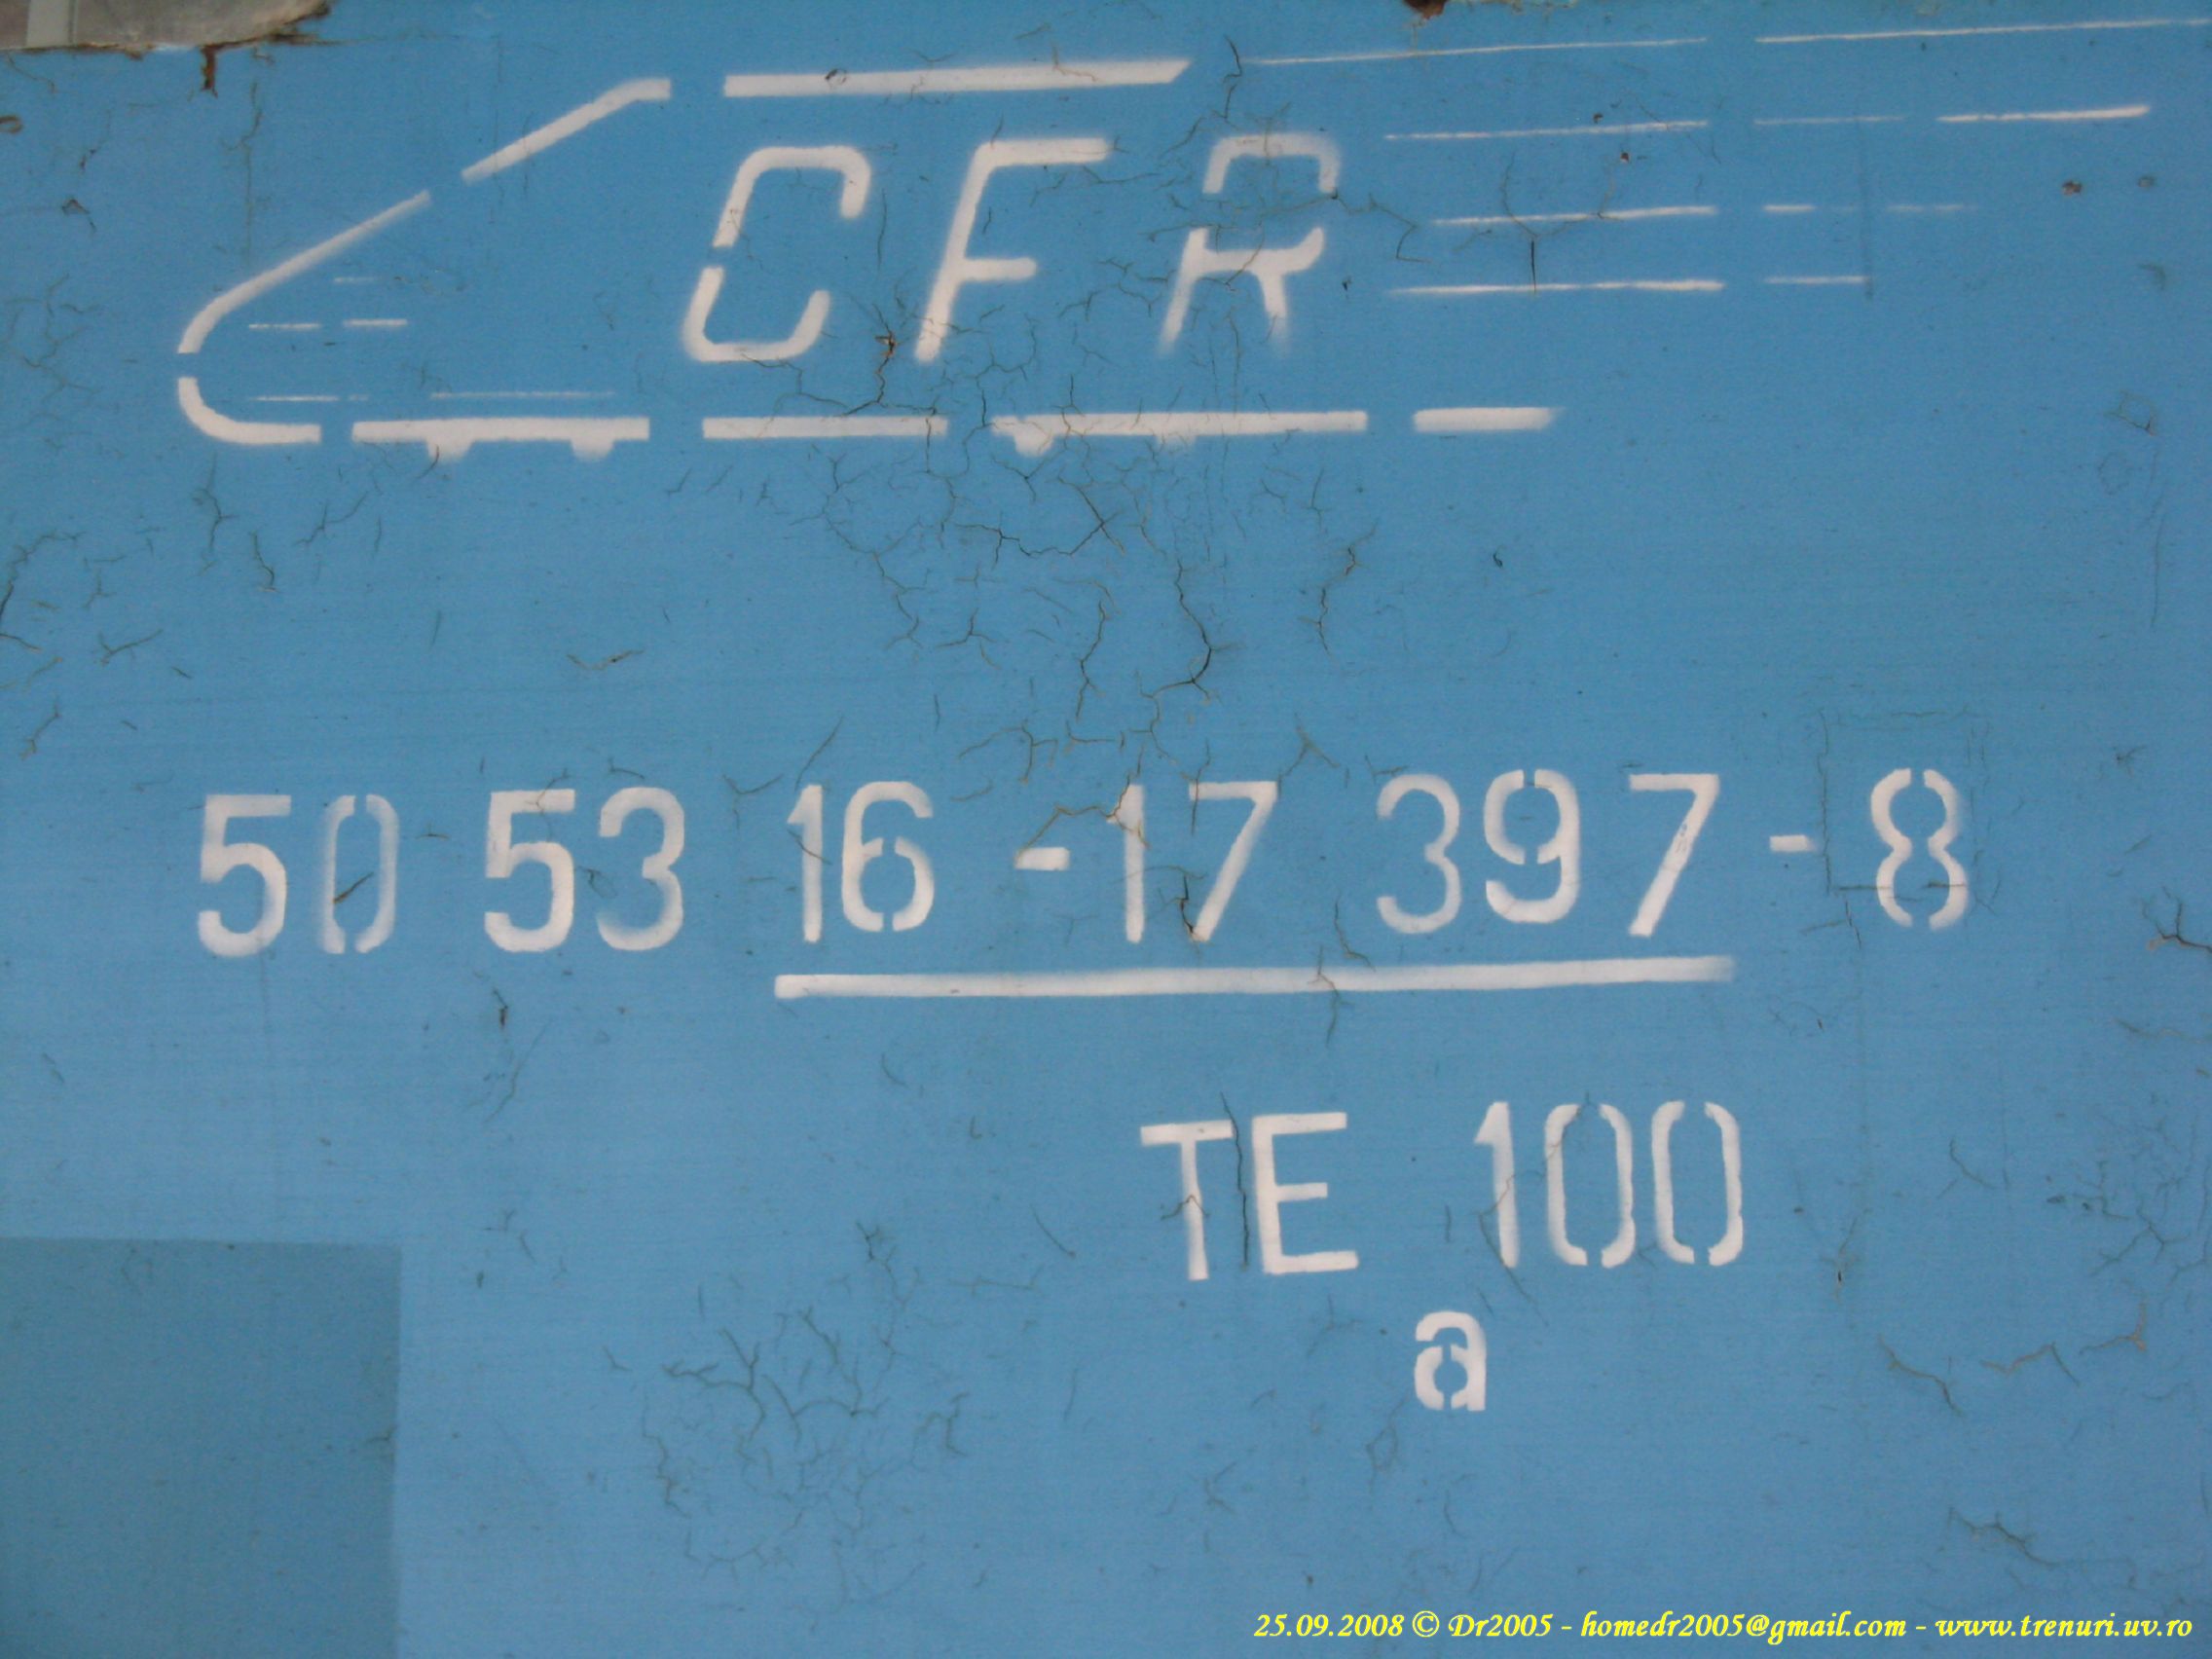 CFR
50 53 16 - 17 397 - 8
TE 100
a
25.09.2008 © Dr2005 - homedr2005@gmail.com - www.trenuri.uv.ro